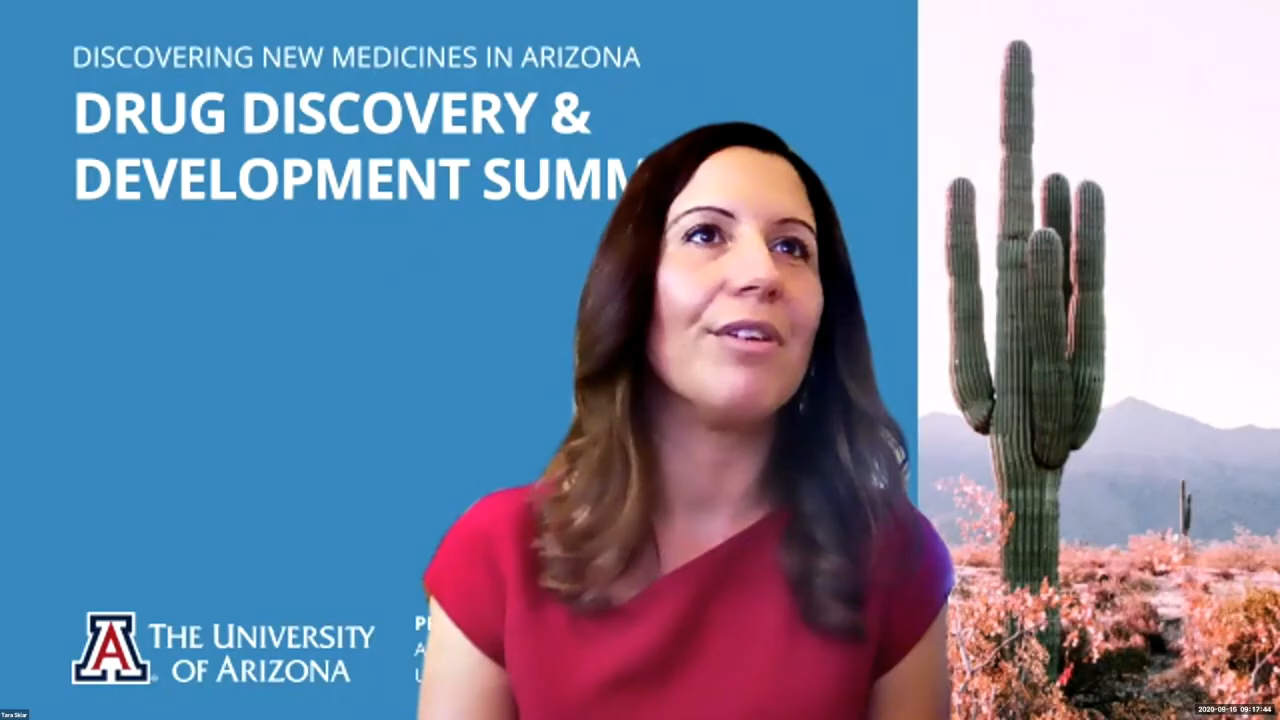 DISCOVERING NEW MEDICINES IN ARIZONA
DRUG DISCOVERY &
DEVELOPMENT SUMM
A THE UNIVERSITY
OF ARIZONA
Tara Sklar
2020-09-15 09:17:44